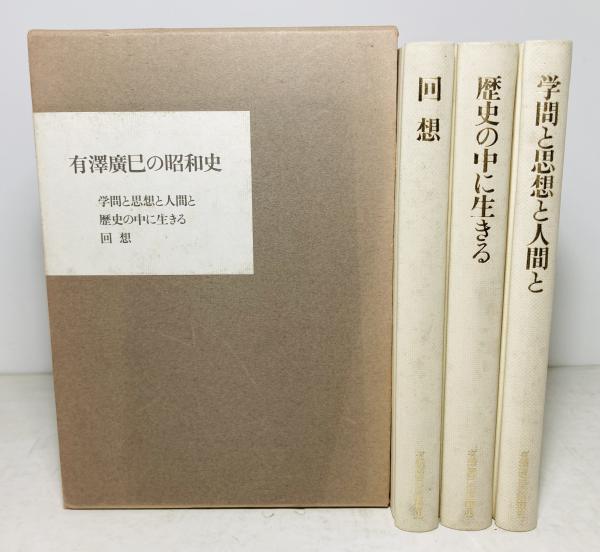 有澤廣巳の昭和史
学問と思想と人間と
歴史の中に生きる
回想
回想
歴史の中に生きる
学問と思想と人間と